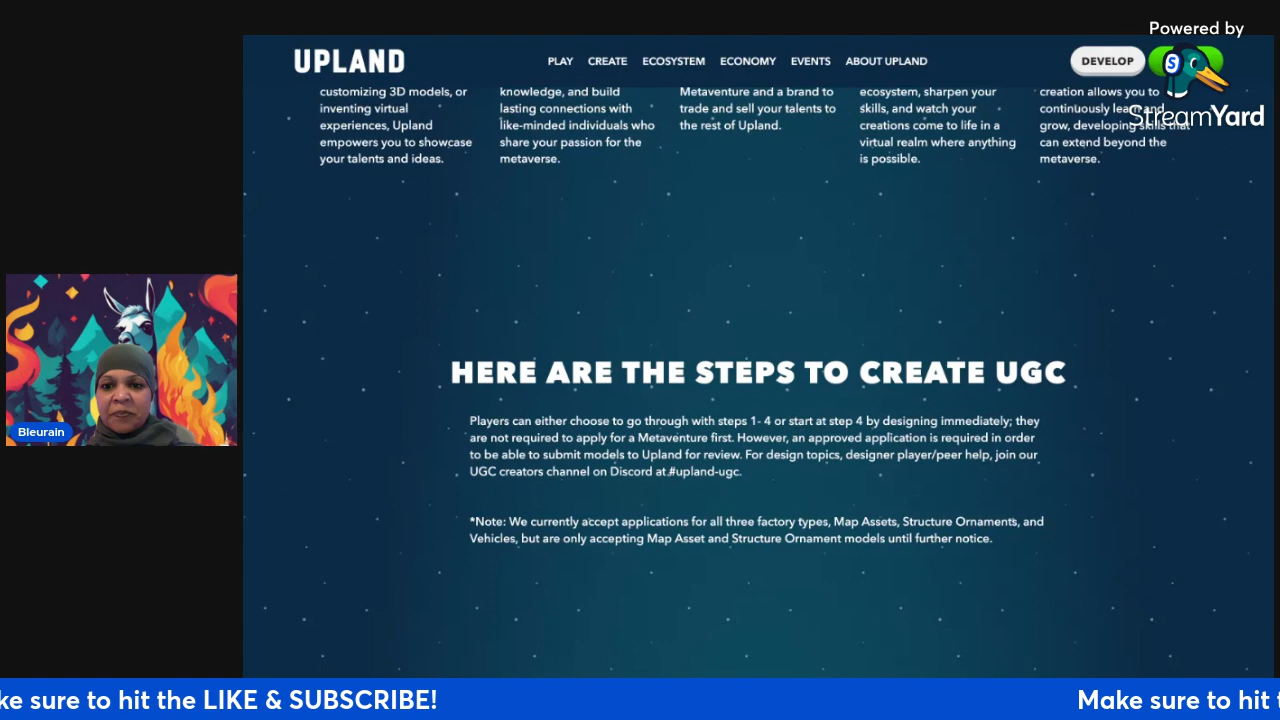 Powered by
StreamYard
UPLAND
PLAY CREATE ECOSYSTEM ECONOMY EVENTS ABOUT UPLAND
DEVELOP
customizing 3D models, or
inventing virtual
experiences, Upland
empowers you to showcase
your talents and ideas.
knowledge, and build
lasting connections with
like-minded individuals who
share your passion for the
metaverse.
Metaventure and a brand to
trade and sell your talents to
the rest of Upland.
ecosystem, sharpen your
skills, and watch your
creations come to life in a
virtual realm where anything
is possible.
creation allows you to
continuously learn and
grow, developing skills that
can extend beyond the
metaverse.
HERE ARE THE STEPS TO CREATE UGC
Players can either choose to go through with steps 1- 4 or start at step 4 by designing immediately; they
are not required to apply for a Metaventure first. However, an approved application is required in order
to be able to submit models to Upland for review. For design topics, designer player/peer help, join our
UGC creators channel on Discord at #upland-ugc.
*Note: We currently accept applications for all three factory types, Map Assets, Structure Ornaments, and
Vehicles, but are only accepting Map Asset and Structure Ornament models until further notice.
Bleurain
ke sure to hit the LIKE & SUBSCRIBE!
Make sure to hit t